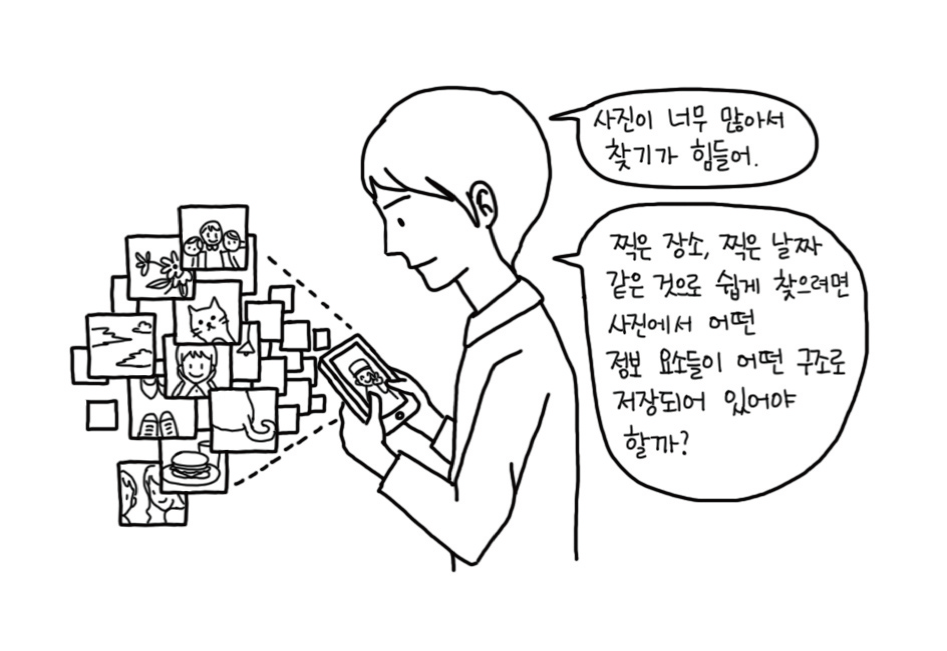 사진이 너무 많아서
찾기가 힘들어.
찍은 장소, 찍은 날짜
같은 것으로 쉽게 찾으려면
사진에서 어떤
정보 요소들이 어떤 구조로
저장되어 있어야
할까?